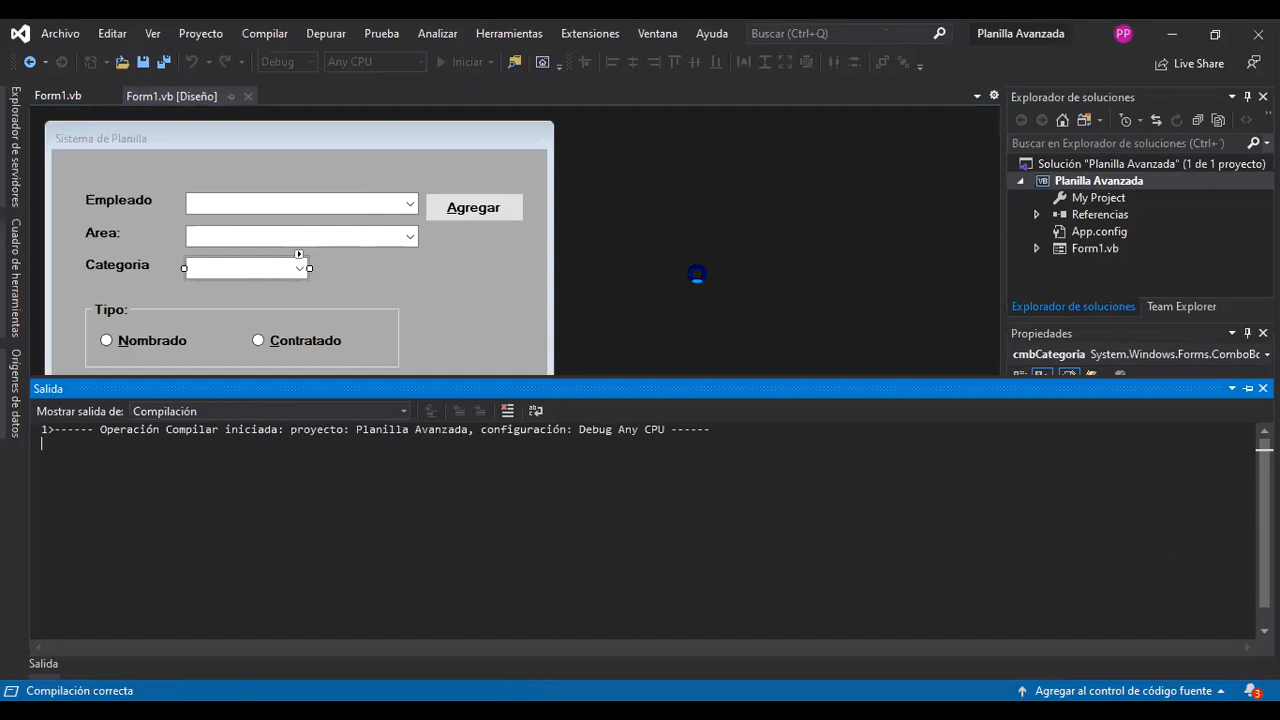 Archivo Editar Ver Proyecto Compilar Depurar Prueba Analizar Herramientas Extensiones Ventana Ayuda Buscar (Ctrl+Q) Planilla Avanzada PP
Debug Any CPU Iniciar Live Share
Form1.vb Form1.vb [Diseño]
Explorador de servidores
Cuadro de herramientas
Orígenes de datos
Sistema de Planilla
Empleado
Agregar
Area:
Categoria
Tipo:
Nombrado Contratado
Explorador de soluciones
Buscar en Explorador de soluciones (Ctrl+
Solución "Planilla Avanzada" (1 de 1 proyecto)
VB Planilla Avanzada
My Project
Referencias
App.config
Form1.vb
Explorador de soluciones Team Explorer
Propiedades
cmbCategoria System.Windows.Forms.ComboBo
Salida
Mostrar salida de: Compilación
1>------ Operación Compilar iniciada: proyecto: Planilla Avanzada, configuración: Debug Any CPU ------
Salida
Compilación correcta Agregar al control de código fuente 3